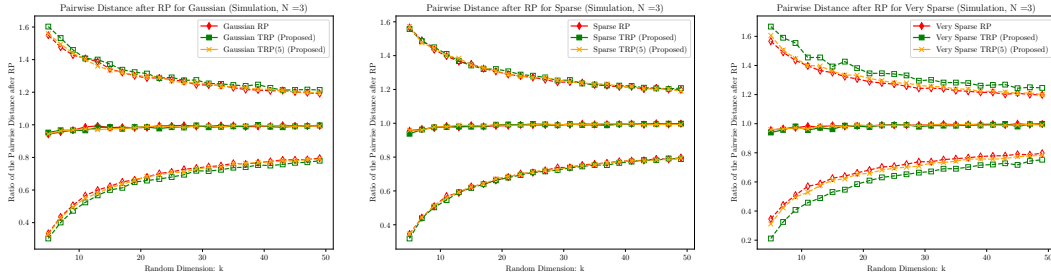 Pairwise Distance after RP for Gaussian (Simulation, N =3)
Ratio of the Pairwise Distance after RP
1.6
1.4
1.2
1.0
0.8
0.6
0.4
Gaussian RP
Gaussian TRP (Proposed)
Gaussian TRP(5) (Proposed)
10 20 30 40 50
Random Dimension: k
Pairwise Distance after RP for Sparse (Simulation, N =3)
Ratio of the Pairwise Distance after RP
1.6
1.4
1.2
1.0
0.8
0.6
0.4
Sparse RP
Sparse TRP (Proposed)
Sparse TRP(5) (Proposed)
10 20 30 40 50
Random Dimension: k
Pairwise Distance after RP for Very Sparse (Simulation, N =3)
Ratio of the Pairwise Distance after RP
1.6
1.4
1.2
1.0
0.8
0.6
0.4
0.2
Very Sparse RP
Very Sparse TRP (Proposed)
Very Sparse TRP(5) (Proposed)
10 20 30 40 50
Random Dimension: k